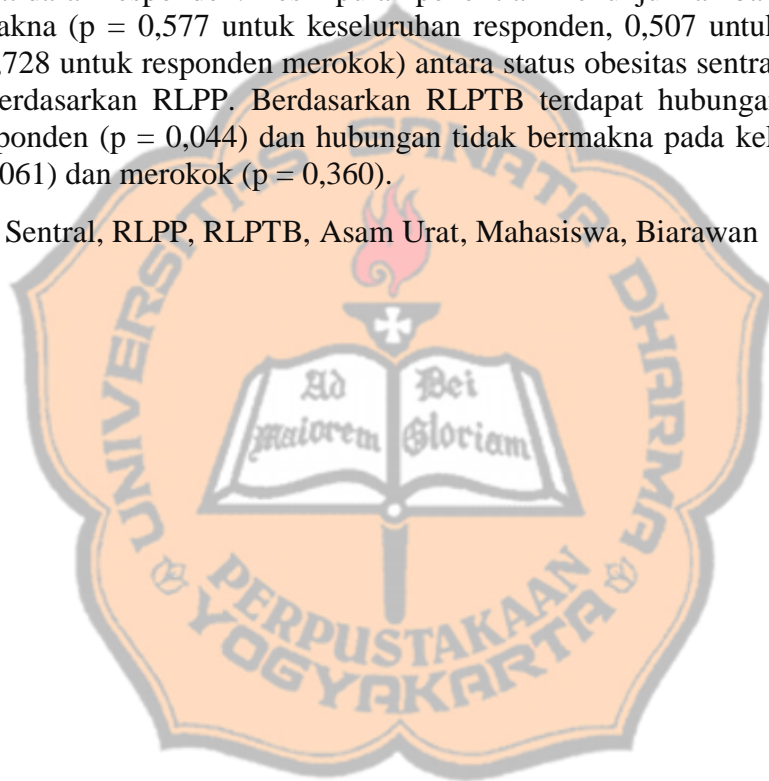 akna (p = 0,577 untuk keseluruhan responden, 0,507 untuk
,728 untuk responden merokok) antara status obesitas sentra
erdasarkan RLPP. Berdasarkan RLPTB terdapat hubungan
ponden (p = 0,044) dan hubungan tidak bermakna pada kel
061) dan merokok (p = 0,360).
Sentral, RLPP, RLPTB, Asam Urat, Mahasiswa, Biarawan
UNIVERSITAS SANATA DHARMA
Ad Dei
Maiorem Gloriam
PERPUSTAKAAN
YOGYAKARTA